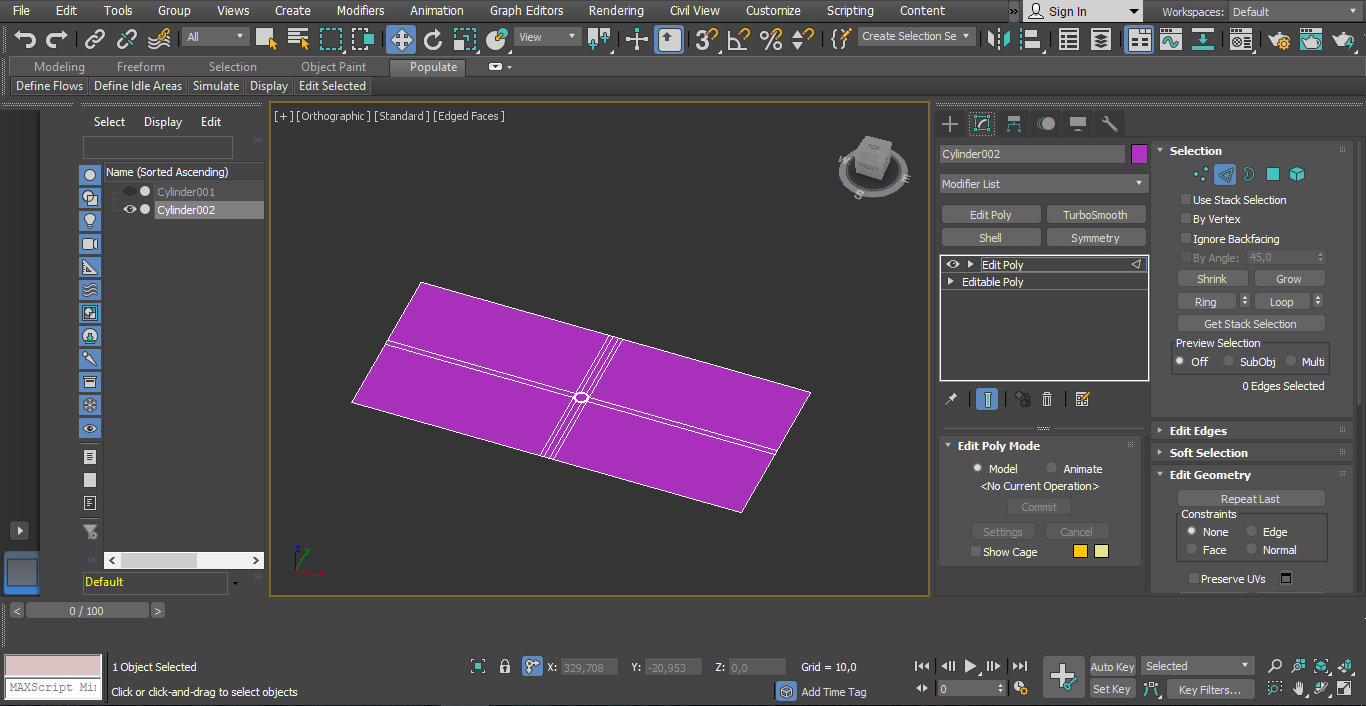 File Edit Tools Group Views Create Modifiers Animation Graph Editors Rendering Civil View Customize Scripting Content » Sign In Workspaces: Default
All View Create Selection Se
Modeling Freeform Selection Object Paint Populate
Define Flows Define Idle Areas Simulate Display Edit Selected
Select Display Edit
Name (Sorted Ascending)
Cylinder001
Cylinder002
Default
[+] [Orthographic] [Standard] [Edged Faces]
TOP
FRONT
W
S
E
y
x
Cylinder002
Modifier List
Edit Poly TurboSmooth
Shell Symmetry
Edit Poly
Editable Poly
Edit Poly Mode
Model Animate
<No Current Operation>
Commit
Settings Cancel
Show Cage
Selection
Use Stack Selection
By Vertex
Ignore Backfacing
By Angle: 45,0
Shrink Grow
Ring Loop
Get Stack Selection
Preview Selection
Off SubObj Multi
0 Edges Selected
Edit Edges
Soft Selection
Edit Geometry
Repeat Last
Constraints
None Edge
Face Normal
Preserve UVs
< 0 / 100 >
MAXScript Mi
1 Object Selected
Click or click-and-drag to select objects
X: 329,708 Y: -20,953 Z: 0,0 Grid = 10,0
Add Time Tag
0
Auto Key Selected
Set Key Key Filters...